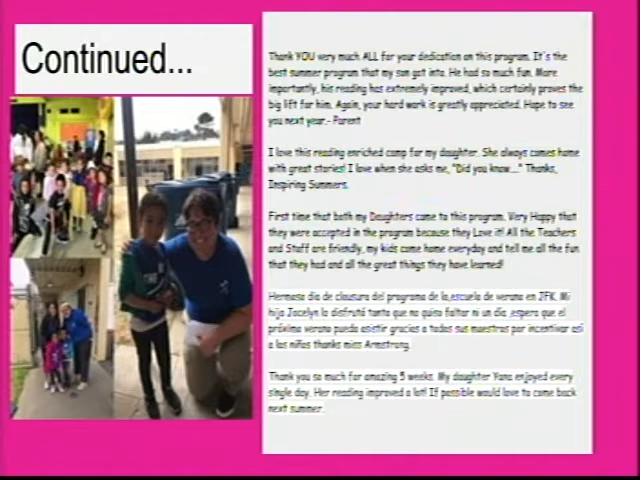 Continued...
Thank YOU very much ALL for your dedication on this program. It's the
best summer program that my son got into. He had so much fun. More
importantly, his reading has extremely improved, which certainly proves the
big lift for him. Again, your hard work is greatly appreciated. Hope to see
you next year.- Parent
I love this reading enriched camp for my daughter. She always comes home
with great stories! I love when she asks me, "Did you know..." Thanks,
Inspiring Summers.
First time that both my Daughters came to this program. Very Happy that
they were accepted in the program because they Love it! All the Teachers
and Staff are friendly, my kids came home everyday and tell me all the fun
that they had and all the great things they have learned!
Hermoso dia de clausura del programa de la escuela de verano en JFK. Mi
hija Jocelyn lo disfrutó tanto que no quiso faltar ni un dia ,espero que el
próximo verano pueda asistir gracias a todos sus maestros por incentivar asi
a los niños thanks miss Armstrong.
Thank you so much for amazing 5 weeks. My daughter Yana enjoyed every
single day. Her reading improved a lot! If possible would love to come back
next summer.